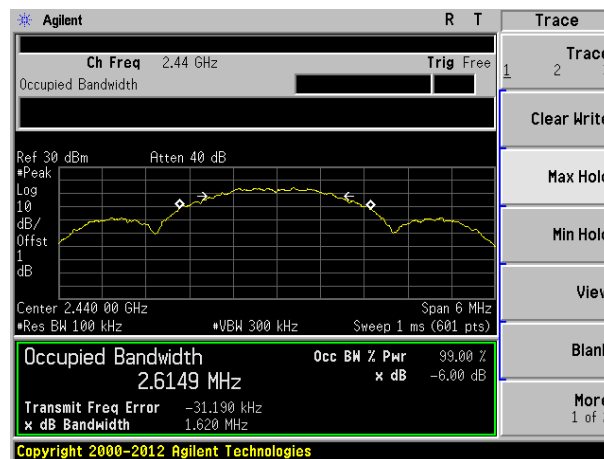 Agilent R T Trace
Ch Freq 2.44 GHz Trig Free
Occupied Bandwidth
Trace
1 2
Clear Write
Max Hold
Min Hold
View
Blank
More
1 of
Ref 30 dBm Atten 40 dB
#Peak
Log
10
dB/
Offst
1
dB
Center 2.440 00 GHz Span 6 MHz
#Res BW 100 kHz #VBW 300 kHz Sweep 1 ms (601 pts)
Occupied Bandwidth Occ BW % Pwr 99.00 %
2.6149 MHz x dB -6.00 dB
Transmit Freq Error -31.190 kHz
x dB Bandwidth 1.620 MHz
Copyright 2000-2012 Agilent Technologies